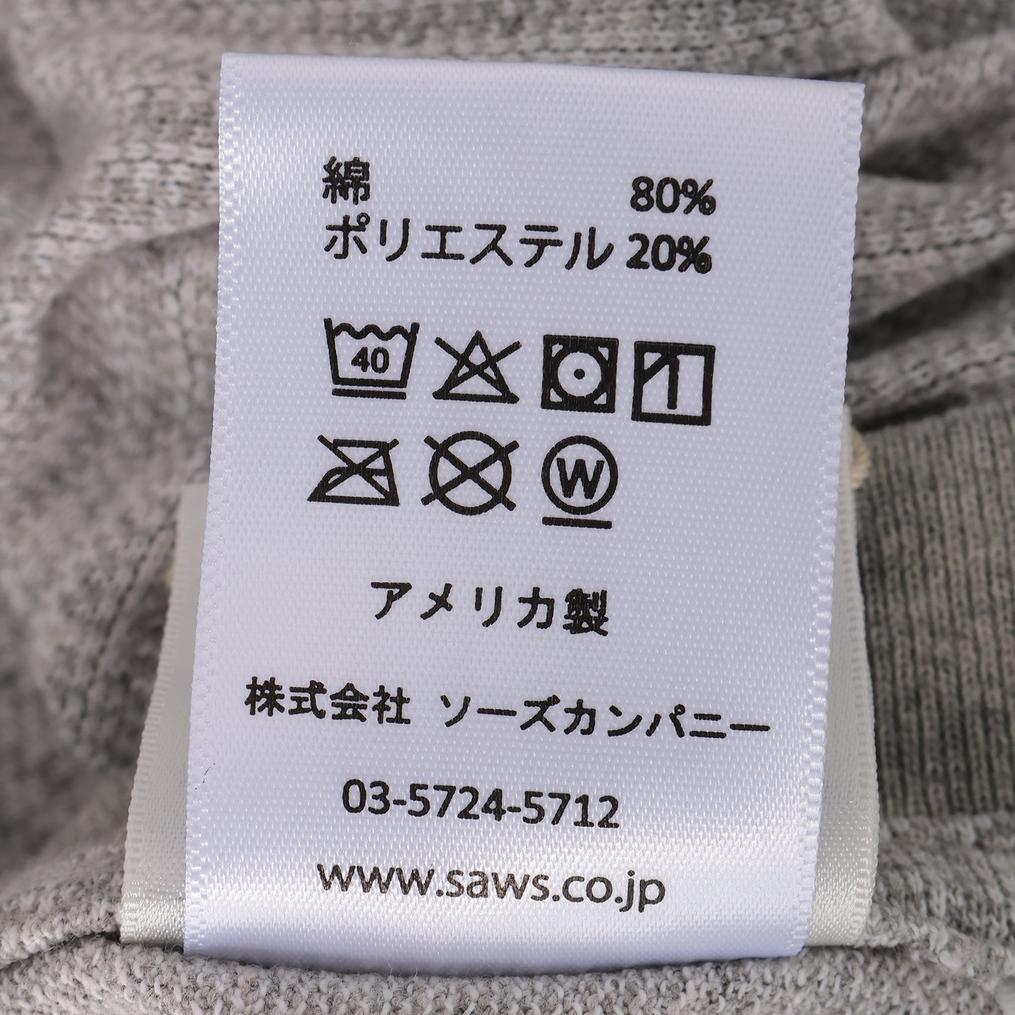 綿 80%
ポリエステル 20%
40
W
アメリカ製
株式会社 ソーズカンパニー
03-5724-5712
www.saws.co.jp